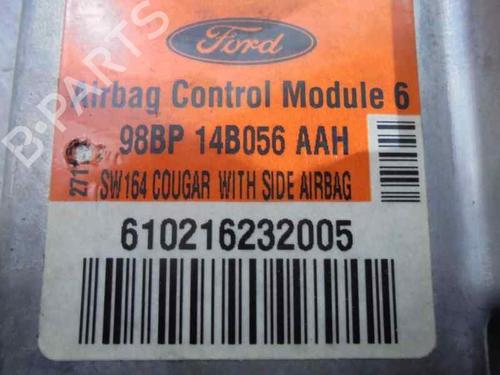 Ford
Airbag Control Module 6
98BP 14B056 AAH
SW164 COUGAR WITH SIDE AIRBAG
610216232005
B-PARTS